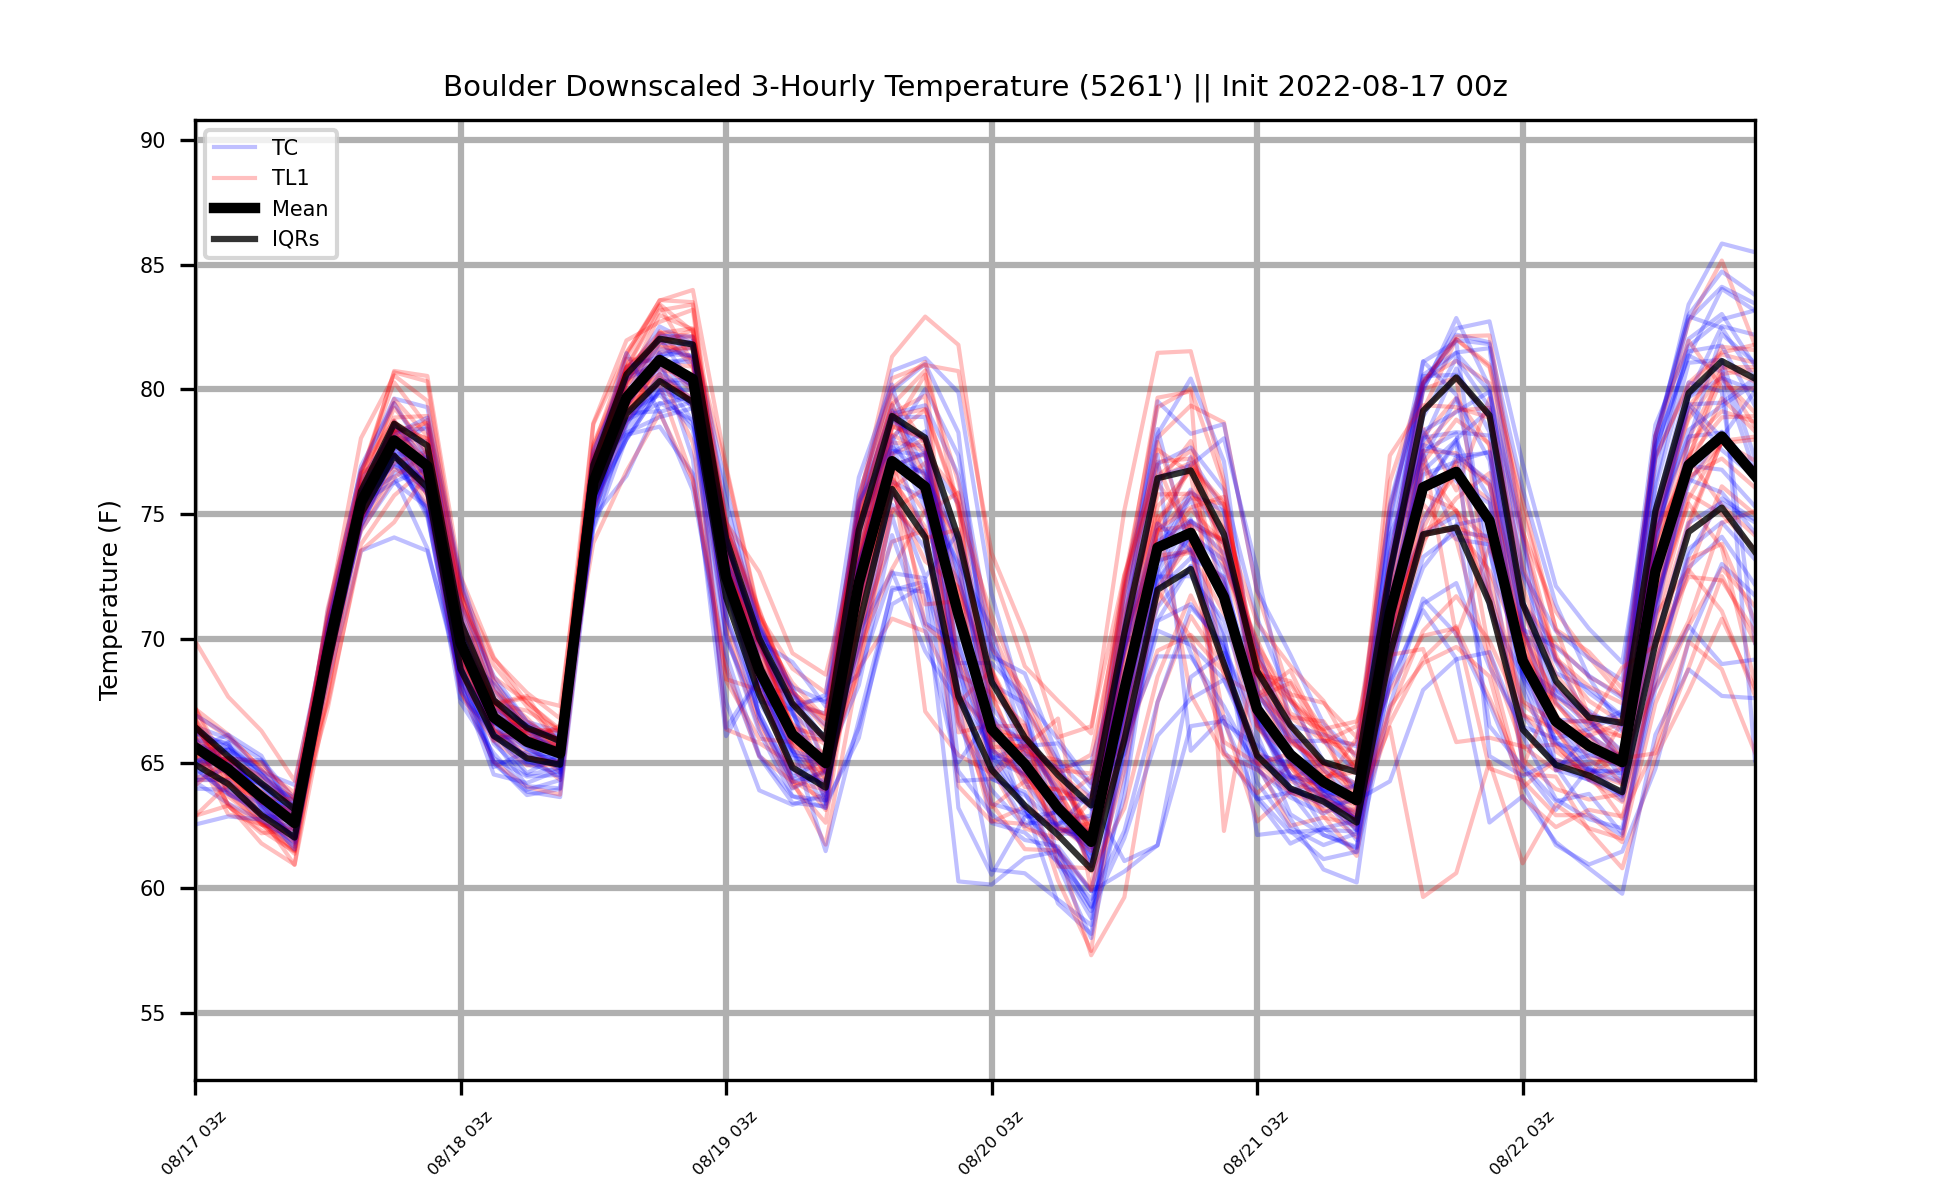 Boulder Downscaled 3-Hourly Temperature (5261') || Init 2022-08-17 00z
TC
TL1
Mean
IQRs
Temperature (F)
90
85
80
75
70
65
60
55
08/17 03z
08/18 03z
08/19 03z
08/20 03z
08/21 03z
08/22 03z